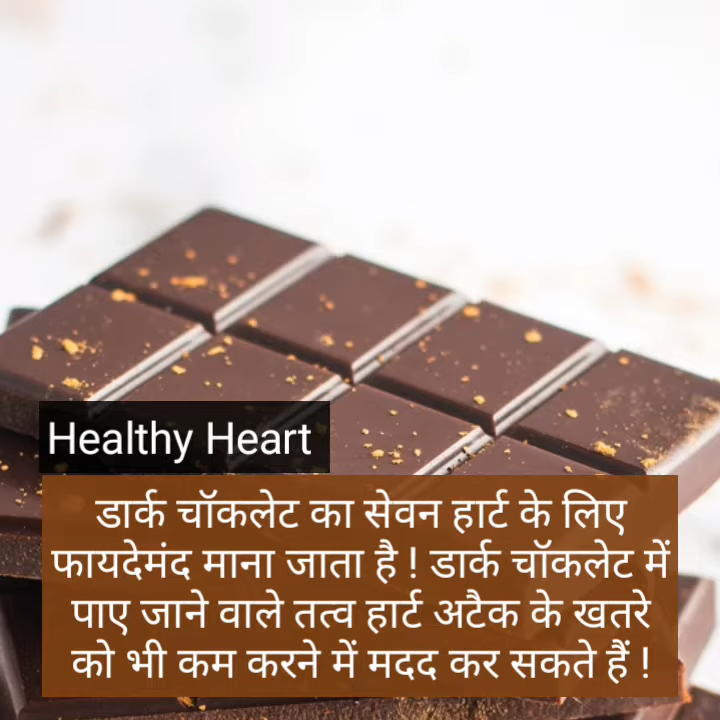 Healthy Heart
डार्क चॉकलेट का सेवन हार्ट के लिए
फायदेमंद माना जाता है ! डार्क चॉकलेट में
पाए जाने वाले तत्व हार्ट अटैक के खतरे
को भी कम करने में मदद कर सकते हैं !